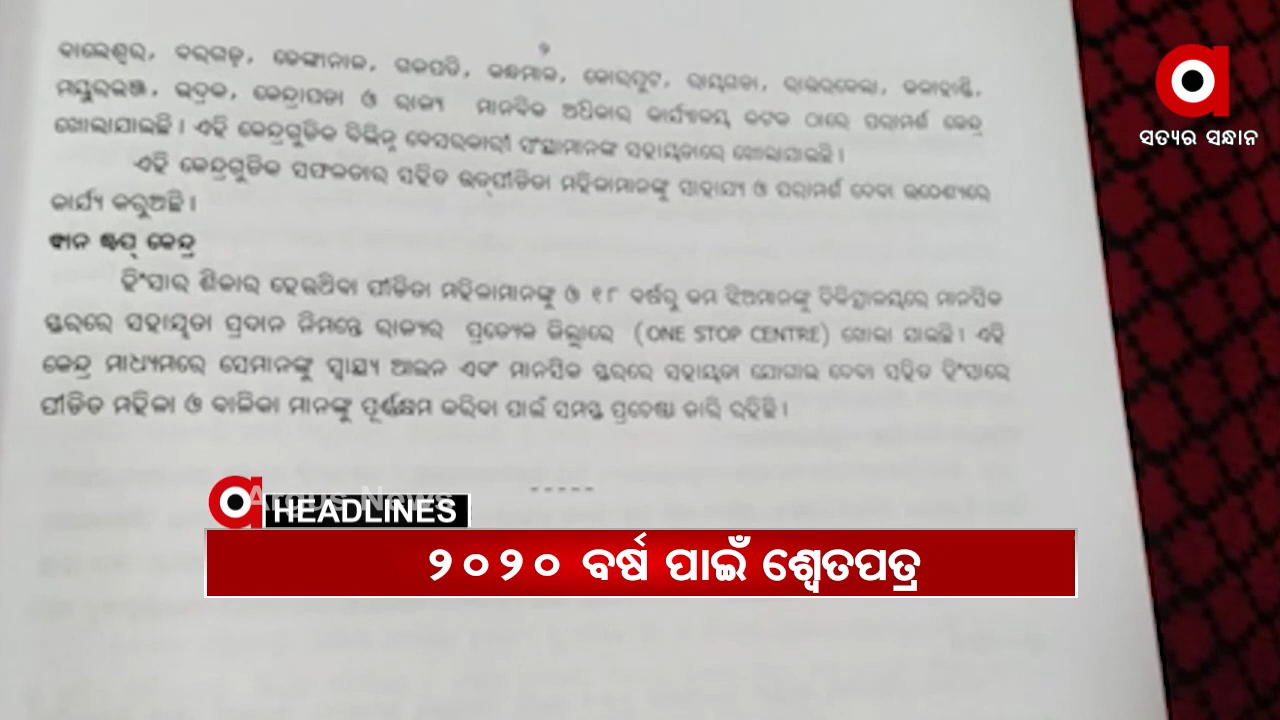 ୨
ବାଲେଶ୍ୱର, ବରଗଡ଼, ଢେଙ୍କାନାଳ, ଗଜପତି, କନ୍ଧମାଳ, କୋରାପୁଟ, ରାୟଗଡା, ରାଉରକେଲା, କଳାହାଣ୍ଡି,
ମୟୁରଭଞ୍ଜ, ଭଦ୍ରକ, କେନ୍ଦ୍ରାପଡା ଓ ରାଜ୍ୟ ମାନବିକ ଅଧିକାର କାର୍ଯ୍ୟାଳୟ କଟକ ଠାରେ ପରାମର୍ଶ କେନ୍ଦ୍ର
ଖୋଲାଯାଇଛି । ଏହି କେନ୍ଦ୍ରଗୁଡିକ ବିଭିନ୍ନ ବେସରକାରୀ ସଂସ୍ଥାମାନଙ୍କ ସହାୟତାରେ ଖୋଲାଯାଇଛି ।
ଏହି କେନ୍ଦ୍ରଗୁଡିକ ସଫଳତାର ସହିତ ଉତ୍ପୀଡିତା ମହିଳାମାନଙ୍କୁ ସାହାଯ୍ୟ ଓ ପରାମର୍ଶ ଦେବା ଉଦ୍ଦେଶ୍ୟରେ
କାର୍ଯ୍ୟ କରୁଅଛି ।
ୱାନ ଷ୍ଟପ୍ କେନ୍ଦ୍ର
ହିଂସାର ଶିକାର ହେଉଥିବା ପୀଡିତା ମହିଳାମାନଙ୍କୁ ଓ ୧୮ ବର୍ଷରୁ କମ ଝିଅମାନଙ୍କୁ ଚିକିତ୍ସାଳୟରେ ମାନସିକ
ସ୍ତରରେ ସହାଯତା ପ୍ରଦାନ ନିମନ୍ତେ ରାଜ୍ୟର ପ୍ରତ୍ୟେକ ଜିଲ୍ଲାରେ (ONE STOP CENTRE) ଖୋଲା ଯାଇଛି । ଏହି
କେନ୍ଦ୍ର ମାଧ୍ୟମରେ ସେମାନଙ୍କୁ ସ୍ୱାସ୍ଥ୍ୟ ଆଇନ ଏବଂ ମାନସିକ ସ୍ତରରେ ସହାୟତା ଯୋଗାଇ ଦେବା ସହିତ ହିଂସାରେ
ପୀଡିତ ମହିଳା ଓ ବାଳିକା ମାନଙ୍କୁ ପୂର୍ଣ୍ଣକ୍ଷମ କରିବା ପାଇଁ ସମସ୍ତ ପ୍ରଚେଷ୍ଟା ଜାରି ରହିଛି ।
-----
ସତ୍ୟର ସନ୍ଧାନ
Argus News
HEADLINES
୨୦୨୦ ବର୍ଷ ପାଇଁ ଶ୍ୱେତପତ୍ର